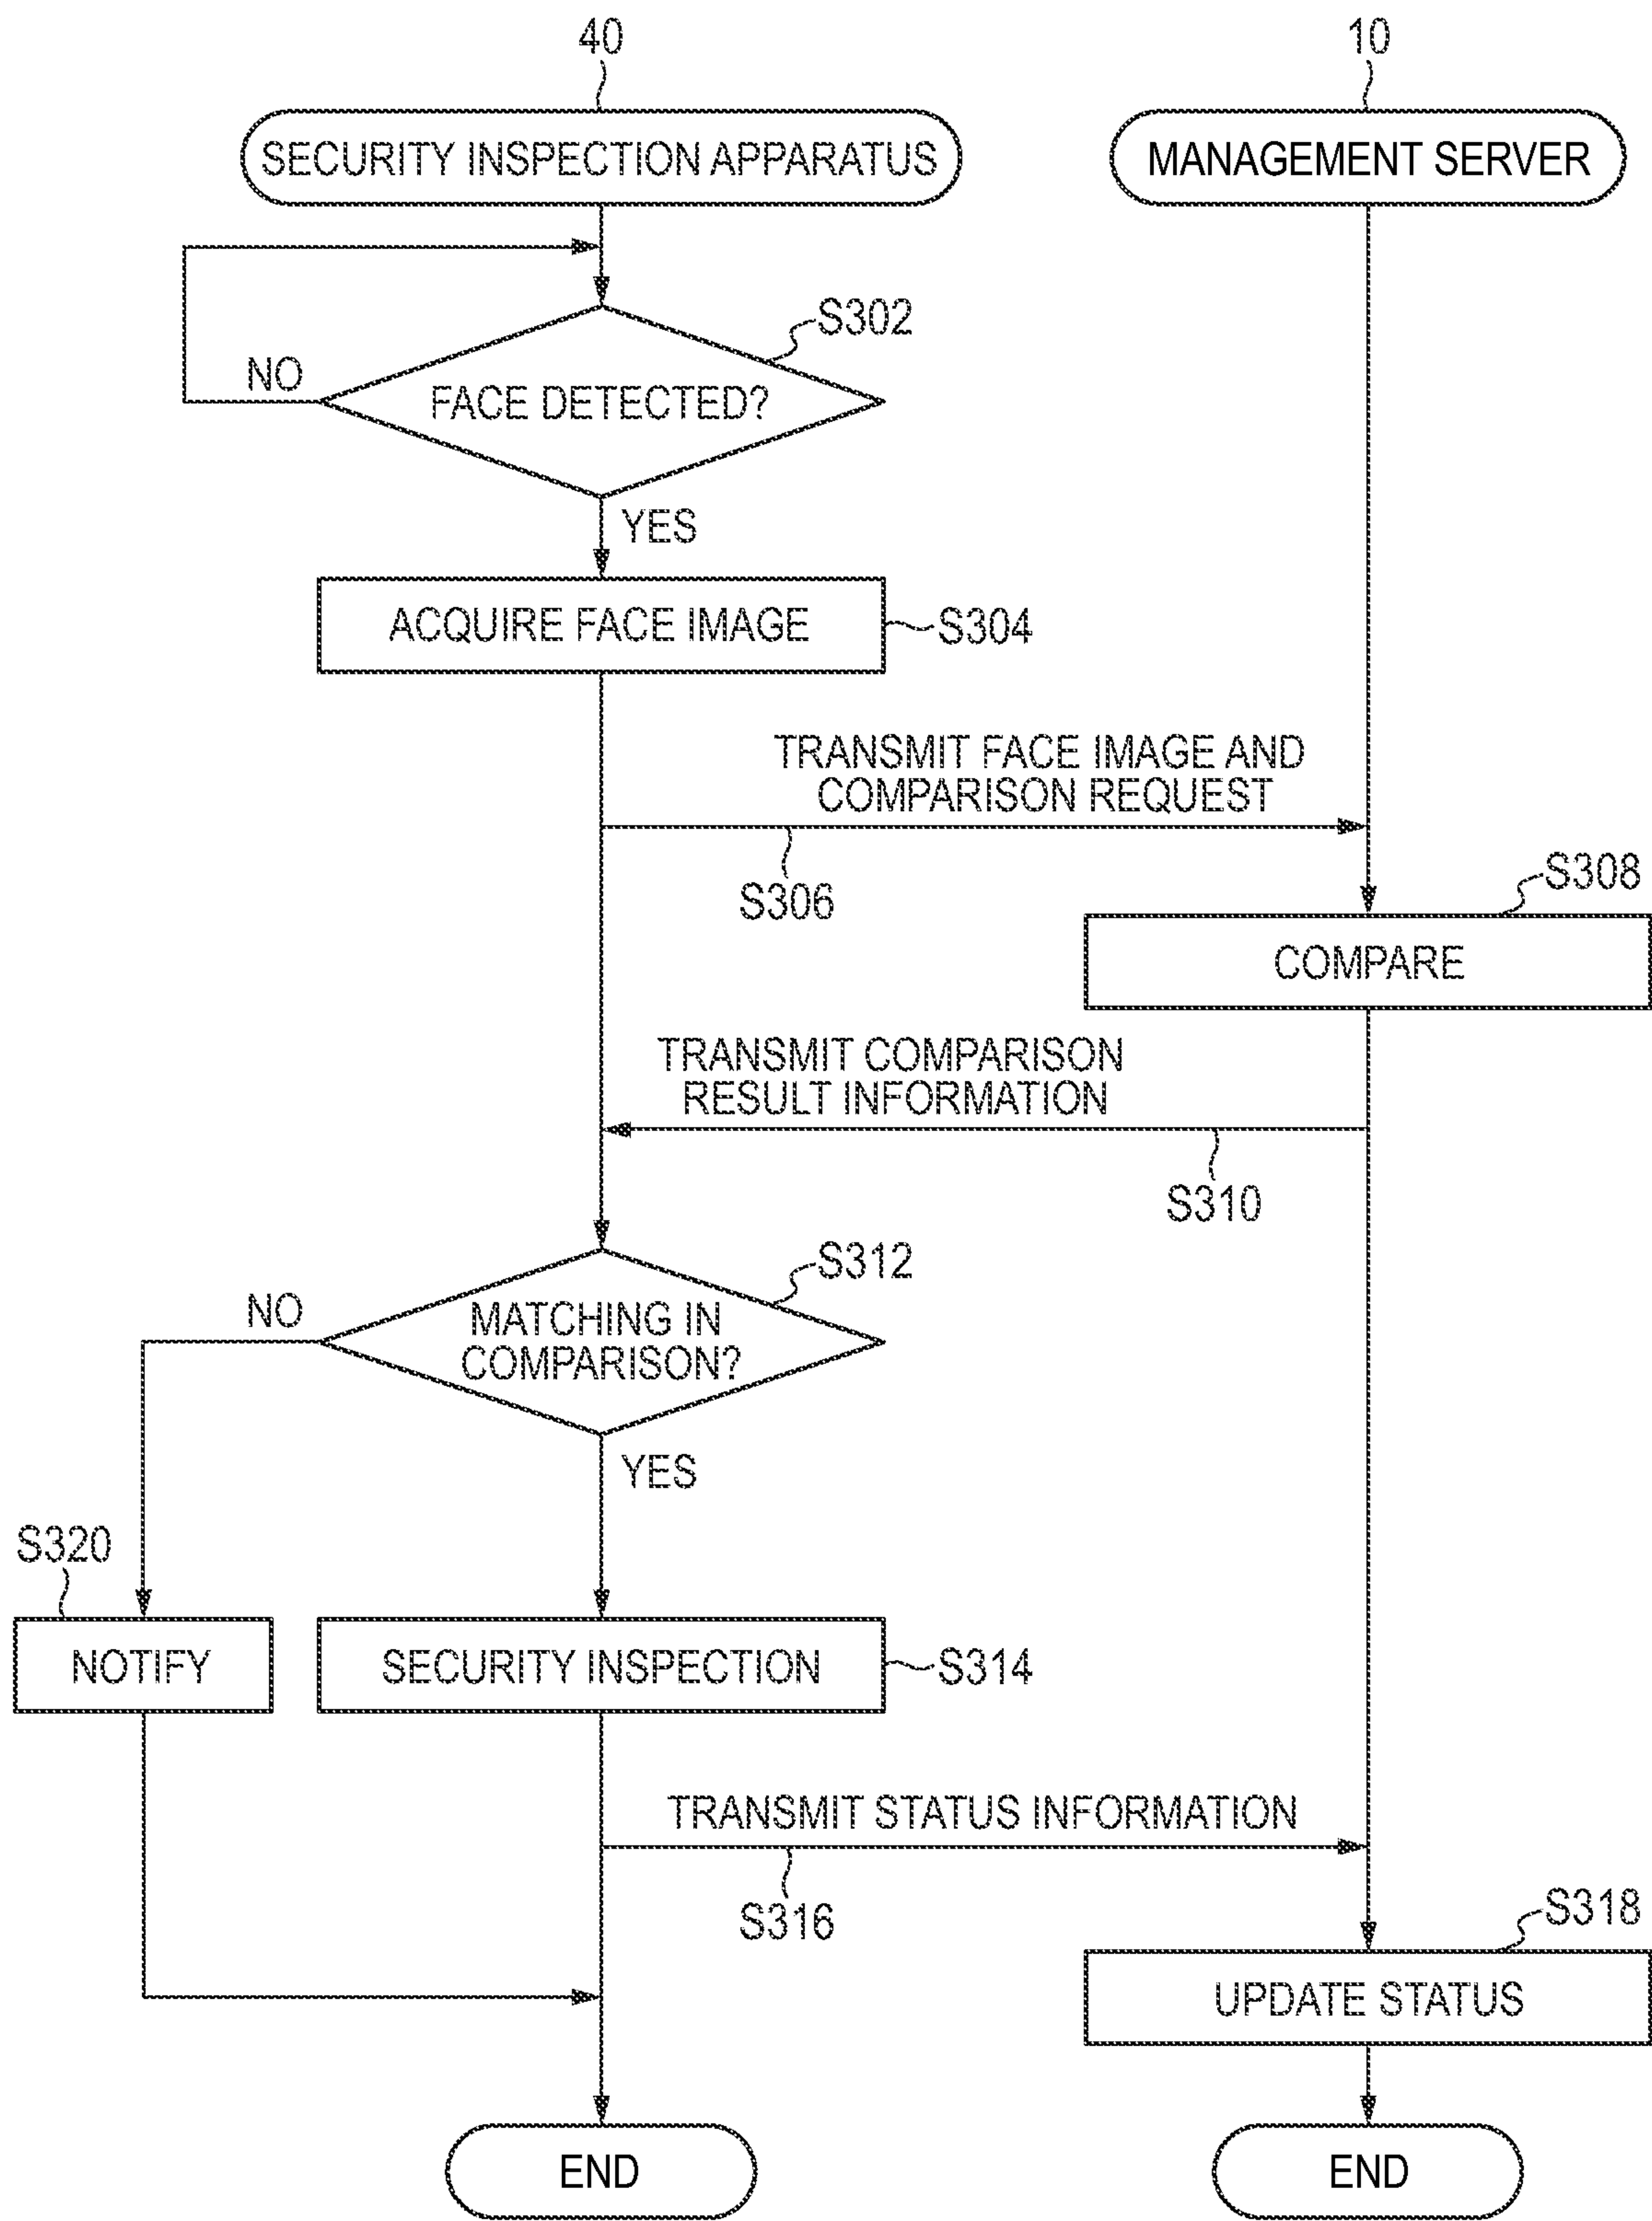 40
10
SECURITY INSPECTION APPARATUS
MANAGEMENT SERVER
S302
NO
FACE DETECTED?
YES
ACQUIRE FACE IMAGE
S304
TRANSMIT FACE IMAGE AND
COMPARISON REQUEST
S306
S308
COMPARE
TRANSMIT COMPARISON
RESULT INFORMATION
S310
S312
NO
MATCHING IN
COMPARISON?
YES
S320
NOTIFY
SECURITY INSPECTION
S314
TRANSMIT STATUS INFORMATION
S316
S318
UPDATE STATUS
END
END